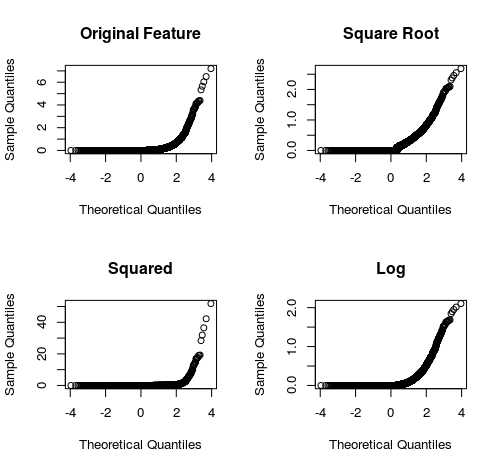 Original Feature
Sample Quantiles
0 2 4 6
-4 -2 0 2 4
Theoretical Quantiles
Square Root
Sample Quantiles
0.0 1.0 2.0
-4 -2 0 2 4
Theoretical Quantiles
Squared
Sample Quantiles
0 20 40
-4 -2 0 2 4
Theoretical Quantiles
Log
Sample Quantiles
0.0 1.0 2.0
-4 -2 0 2 4
Theoretical Quantiles